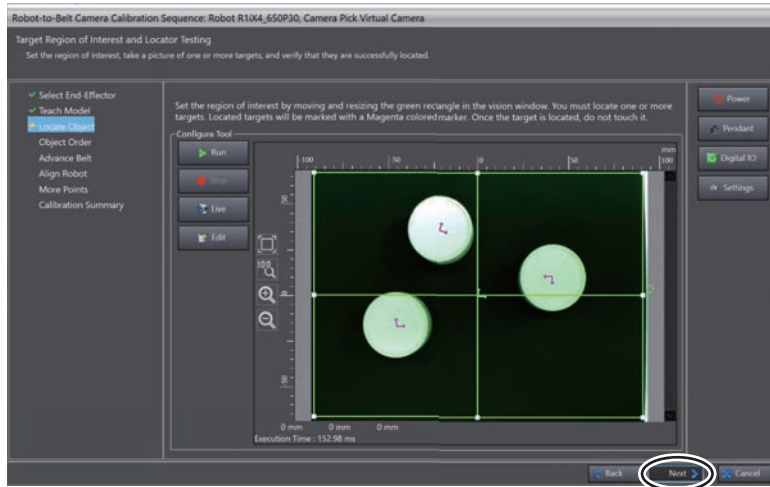 Robot-to-Belt Camera Calibration Sequence: Robot R1iX4_650P30, Camera Pick Virtual Camera
Target Region of Interest and Locator Testing
Set the region of interest, take a picture of one or more targets, and verify that they are successfully located.
Select End-Effector
Teach Model
Locate Object
Object Order
Advance Belt
Align Robot
More Points
Calibration Summary
Set the region of interest by moving and resizing the green rectangle in the vision window. You must locate one or more
targets. Located targets will be marked with a Magenta colored marker. Once the target is located, do not touch it.
Configure Tool
Run
Stop
Live
Edit
mm
-100
-50
0
50
100
50
0
-50
100
0 mm 0 mm 0 mm
Execution Time : 152.98 ms
Power
Pendant
Digital IO
Settings
Back
Next
Cancel